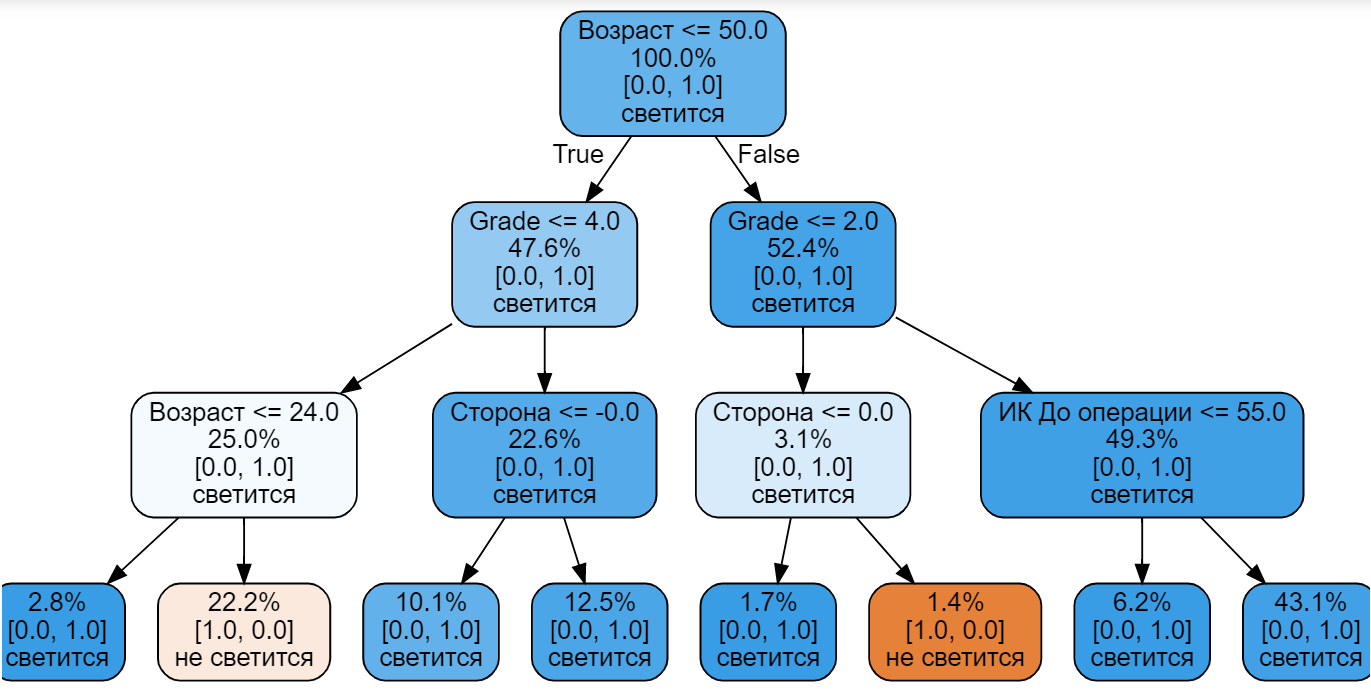 Возраст <= 50.0
100.0%
[0.0, 1.0]
светится
True
False
Grade <= 4.0
47.6%
[0.0, 1.0]
светится
Grade <= 2.0
52.4%
[0.0, 1.0]
светится
Возраст <= 24.0
25.0%
[0.0, 1.0]
светится
Сторона <= -0.0
22.6%
[0.0, 1.0]
светится
Сторона <= 0.0
3.1%
[0.0, 1.0]
светится
ИК До операции <= 55.0
49.3%
[0.0, 1.0]
светится
2.8%
[0.0, 1.0]
светится
22.2%
[1.0, 0.0]
не светится
10.1%
[0.0, 1.0]
светится
12.5%
[0.0, 1.0]
светится
1.7%
[0.0, 1.0]
светится
1.4%
[1.0, 0.0]
не светится
6.2%
[0.0, 1.0]
светится
43.1%
[0.0, 1.0]
светится